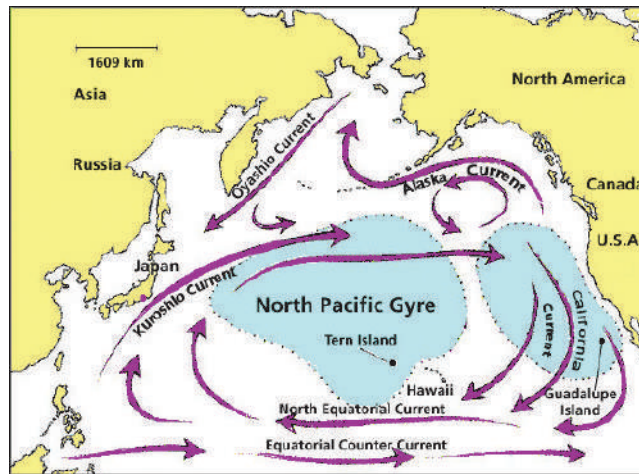 1609 km
Asia
North America
Russia
Oyashio Current
Alaska Current
Canada
U.S.A
Japan
Kuroshio Current
North Pacific Gyre
California
Current
Tern Island
Hawaii
Guadalupe
Island
North Equatorial Current
Equatorial Counter Current